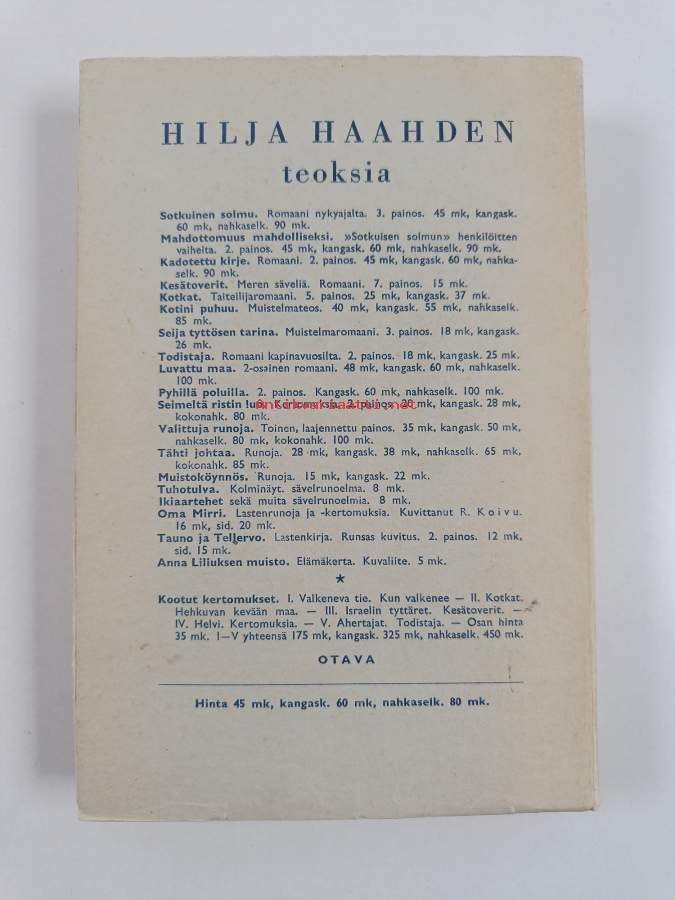 HILJA HAAHDEN
teoksia
Sotkuinen solmu. Romaani nykyajalta. 3. painos. 45 mk, kangask.
60 mk, nahkaselk. 90 mk.
Mahdottomuus mahdolliseksi. »Sotkuisen solmun» henkilöitten
vaiheita. 2. painos. 45 mk, kangask. 60 mk, nahkaselk. 90 mk.
Kadotettu kirje. Romaani. 2. painos. 45 mk, kangask. 60 mk, nahka-
selk. 90 mk.
Kesätoverit. Meren säveliä. Romaani. 7. painos. 15 mk.
Kotkat. Taiteilijaromaani. 5. painos. 25 mk, kangask. 37 mk.
Kotini puhuu. Muistelmateos. 40 mk, kangask. 55 mk, nahkaselk.
85 mk.
Seija tyttösen tarina. Muistelmaromaani. 3. painos. 18 mk, kangask.
26 mk.
Todistaja. Romaani kapinavuosilta. 2. painos. 18 mk, kangask. 25 mk.
Luvattu maa. 2-osainen romaani. 48 mk, kangask. 60 mk, nahkaselk.
100 mk.
Pyhillä poluilla. 2. painos. Kangask. 60 mk, nahkaselk. 100 mk.
Seimeltä ristin luo. Kertomuksia. 2. painos. 20 mk, kangask. 28 mk,
kokonahk. 80 mk.
Antikvariaatti.net
Valittuja runoja. Toinen, laajennettu painos. 35 mk, kangask. 50 mk,
nahkaselk. 80 mk, kokonahk. 100 mk.
Tähti johtaa. Runoja. 28 mk, kangask. 38 mk, nahkaselk. 65 mk,
kokonahk. 85 mk.
Muistoköynnös. Runoja. 15 mk, kangask. 22 mk.
Tuhotulva. Kolminäyt. sävelrunoelma. 8 mk.
Ikiaartehet sekä muita sävelrunoelmia. 8 mk.
Oma Mirri. Lastenrunoja ja -kertomuksia. Kuvittanut R. Koivu.
16 mk, sid. 20 mk.
Tauno ja Tellervo. Lastenkirja. Runsas kuvitus. 2. painos. 12 mk,
sid. 15 mk.
Anna Liliuksen muisto. Elämäkerta. Kuvaliite. 5 mk.
★
Kootut kertomukset. I. Valkeneva tie. Kun valkenee — II. Kotkat.
Hehkuvan kevään maa. — III. Israelin tyttäret. Kesätoverit. —
IV. Helvi. Kertomuksia. — V. Ahertajat. Todistaja. — Osan hinta
35 mk. I—V yhteensä 175 mk, kangask. 325 mk, nahkaselk. 450 mk.
OTAVA
Hinta 45 mk, kangask. 60 mk, nahkaselk. 80 mk.